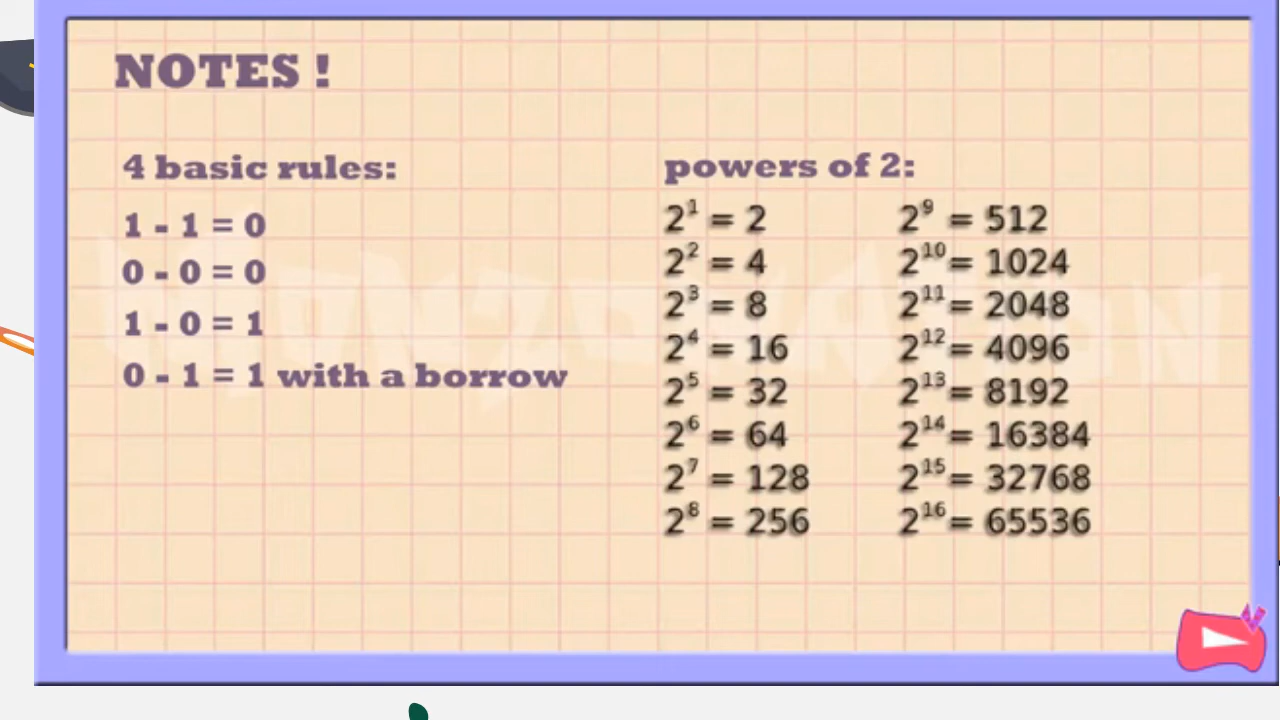 NOTES !
4 basic rules:
1 - 1 = 0
0 - 0 = 0
1 - 0 = 1
0 - 1 = 1 with a borrow
powers of 2:
2¹ = 2
2² = 4
2³ = 8
2⁴ = 16
2⁵ = 32
2⁶ = 64
2⁷ = 128
2⁸ = 256
2⁹ = 512
2¹⁰ = 1024
2¹¹ = 2048
2¹² = 4096
2¹³ = 8192
2¹⁴ = 16384
2¹⁵ = 32768
2¹⁶ = 65536